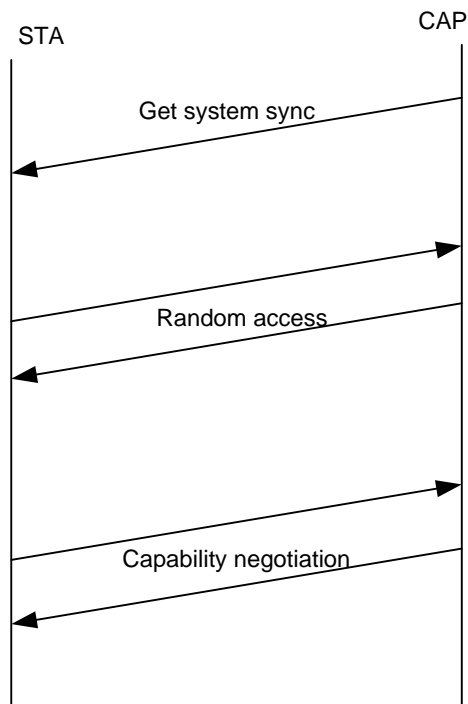 STA
CAP
Get system sync
Random access
Capability negotiation